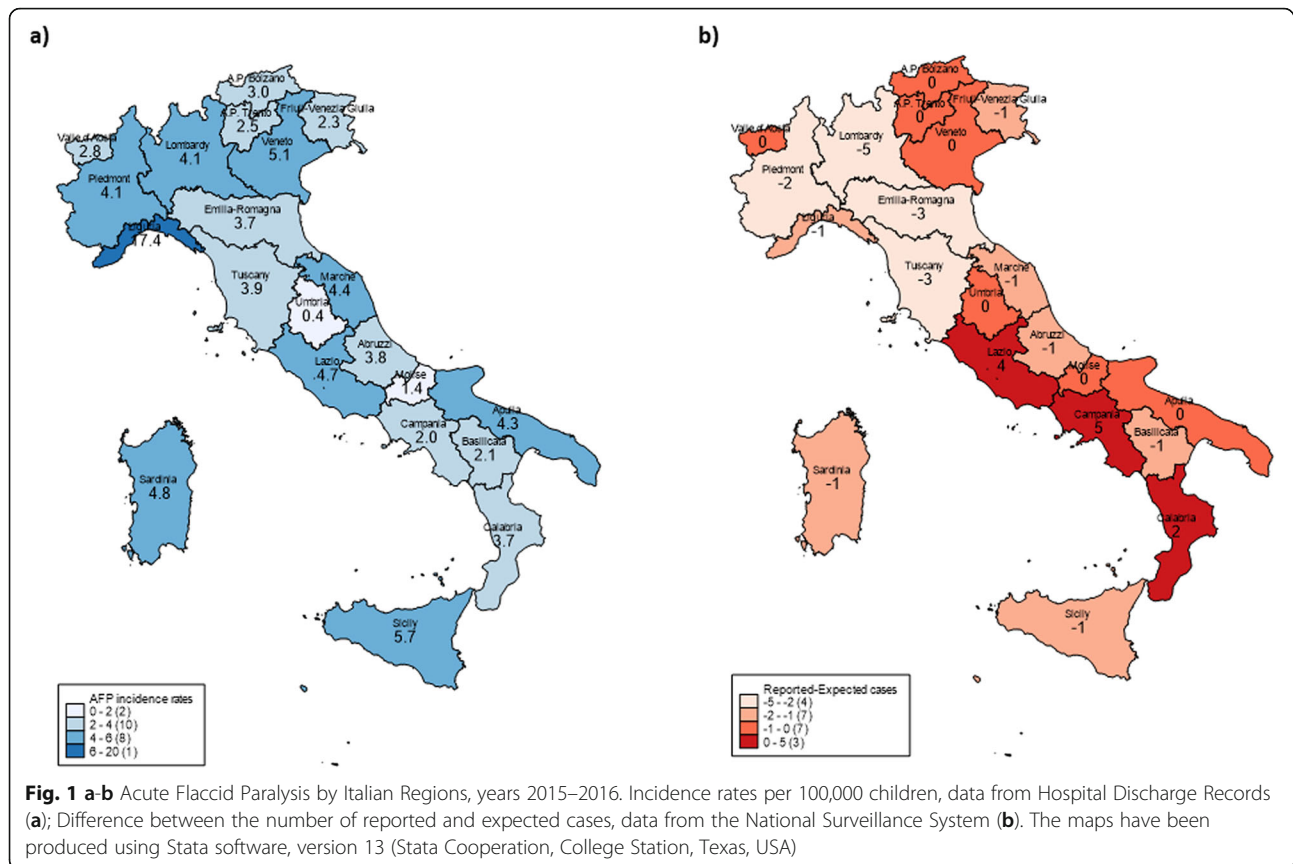 a)
A.P. Bolzano
3.0
A.P. Trento
2.5
Friuli-Venezia Giulia
2.3
Valle d'Aosta
2.8
Lombardy
4.1
Veneto
5.1
Piedmont
4.1
Emilia-Romagna
3.7
Liguria
17.4
Tuscany
3.9
Marche
4.4
Umbria
0.4
Abruzzi
3.8
Lazio
4.7
Molise
1.4
Apulia
4.3
Campania
2.0
Basilicata
2.1
Sardinia
4.8
Calabria
3.7
Sicily
5.7
AFP incidence rates
0 - 2 (2)
2 - 4 (10)
4 - 6 (8)
6 - 20 (1)
b)
A.P. Bolzano
0
A.P. Trento
0
Friuli-Venezia Giulia
-1
Valle d'Aosta
0
Lombardy
-5
Veneto
0
Piedmont
-2
Emilia-Romagna
-3
Liguria
-1
Tuscany
-3
Marche
-1
Umbria
0
Abruzzi
-1
Lazio
4
Molise
0
Apulia
0
Campania
5
Basilicata
-1
Sardinia
-1
Calabria
2
Sicily
-1
Reported-Expected cases
-5 - -2 (4)
-2 - -1 (7)
-1 - 0 (7)
0 - 5 (3)
Fig. 1 a-b Acute Flaccid Paralysis by Italian Regions, years 2015–2016. Incidence rates per 100,000 children, data from Hospital Discharge Records
(a); Difference between the number of reported and expected cases, data from the National Surveillance System (b). The maps have been
produced using Stata software, version 13 (Stata Cooperation, College Station, Texas, USA)